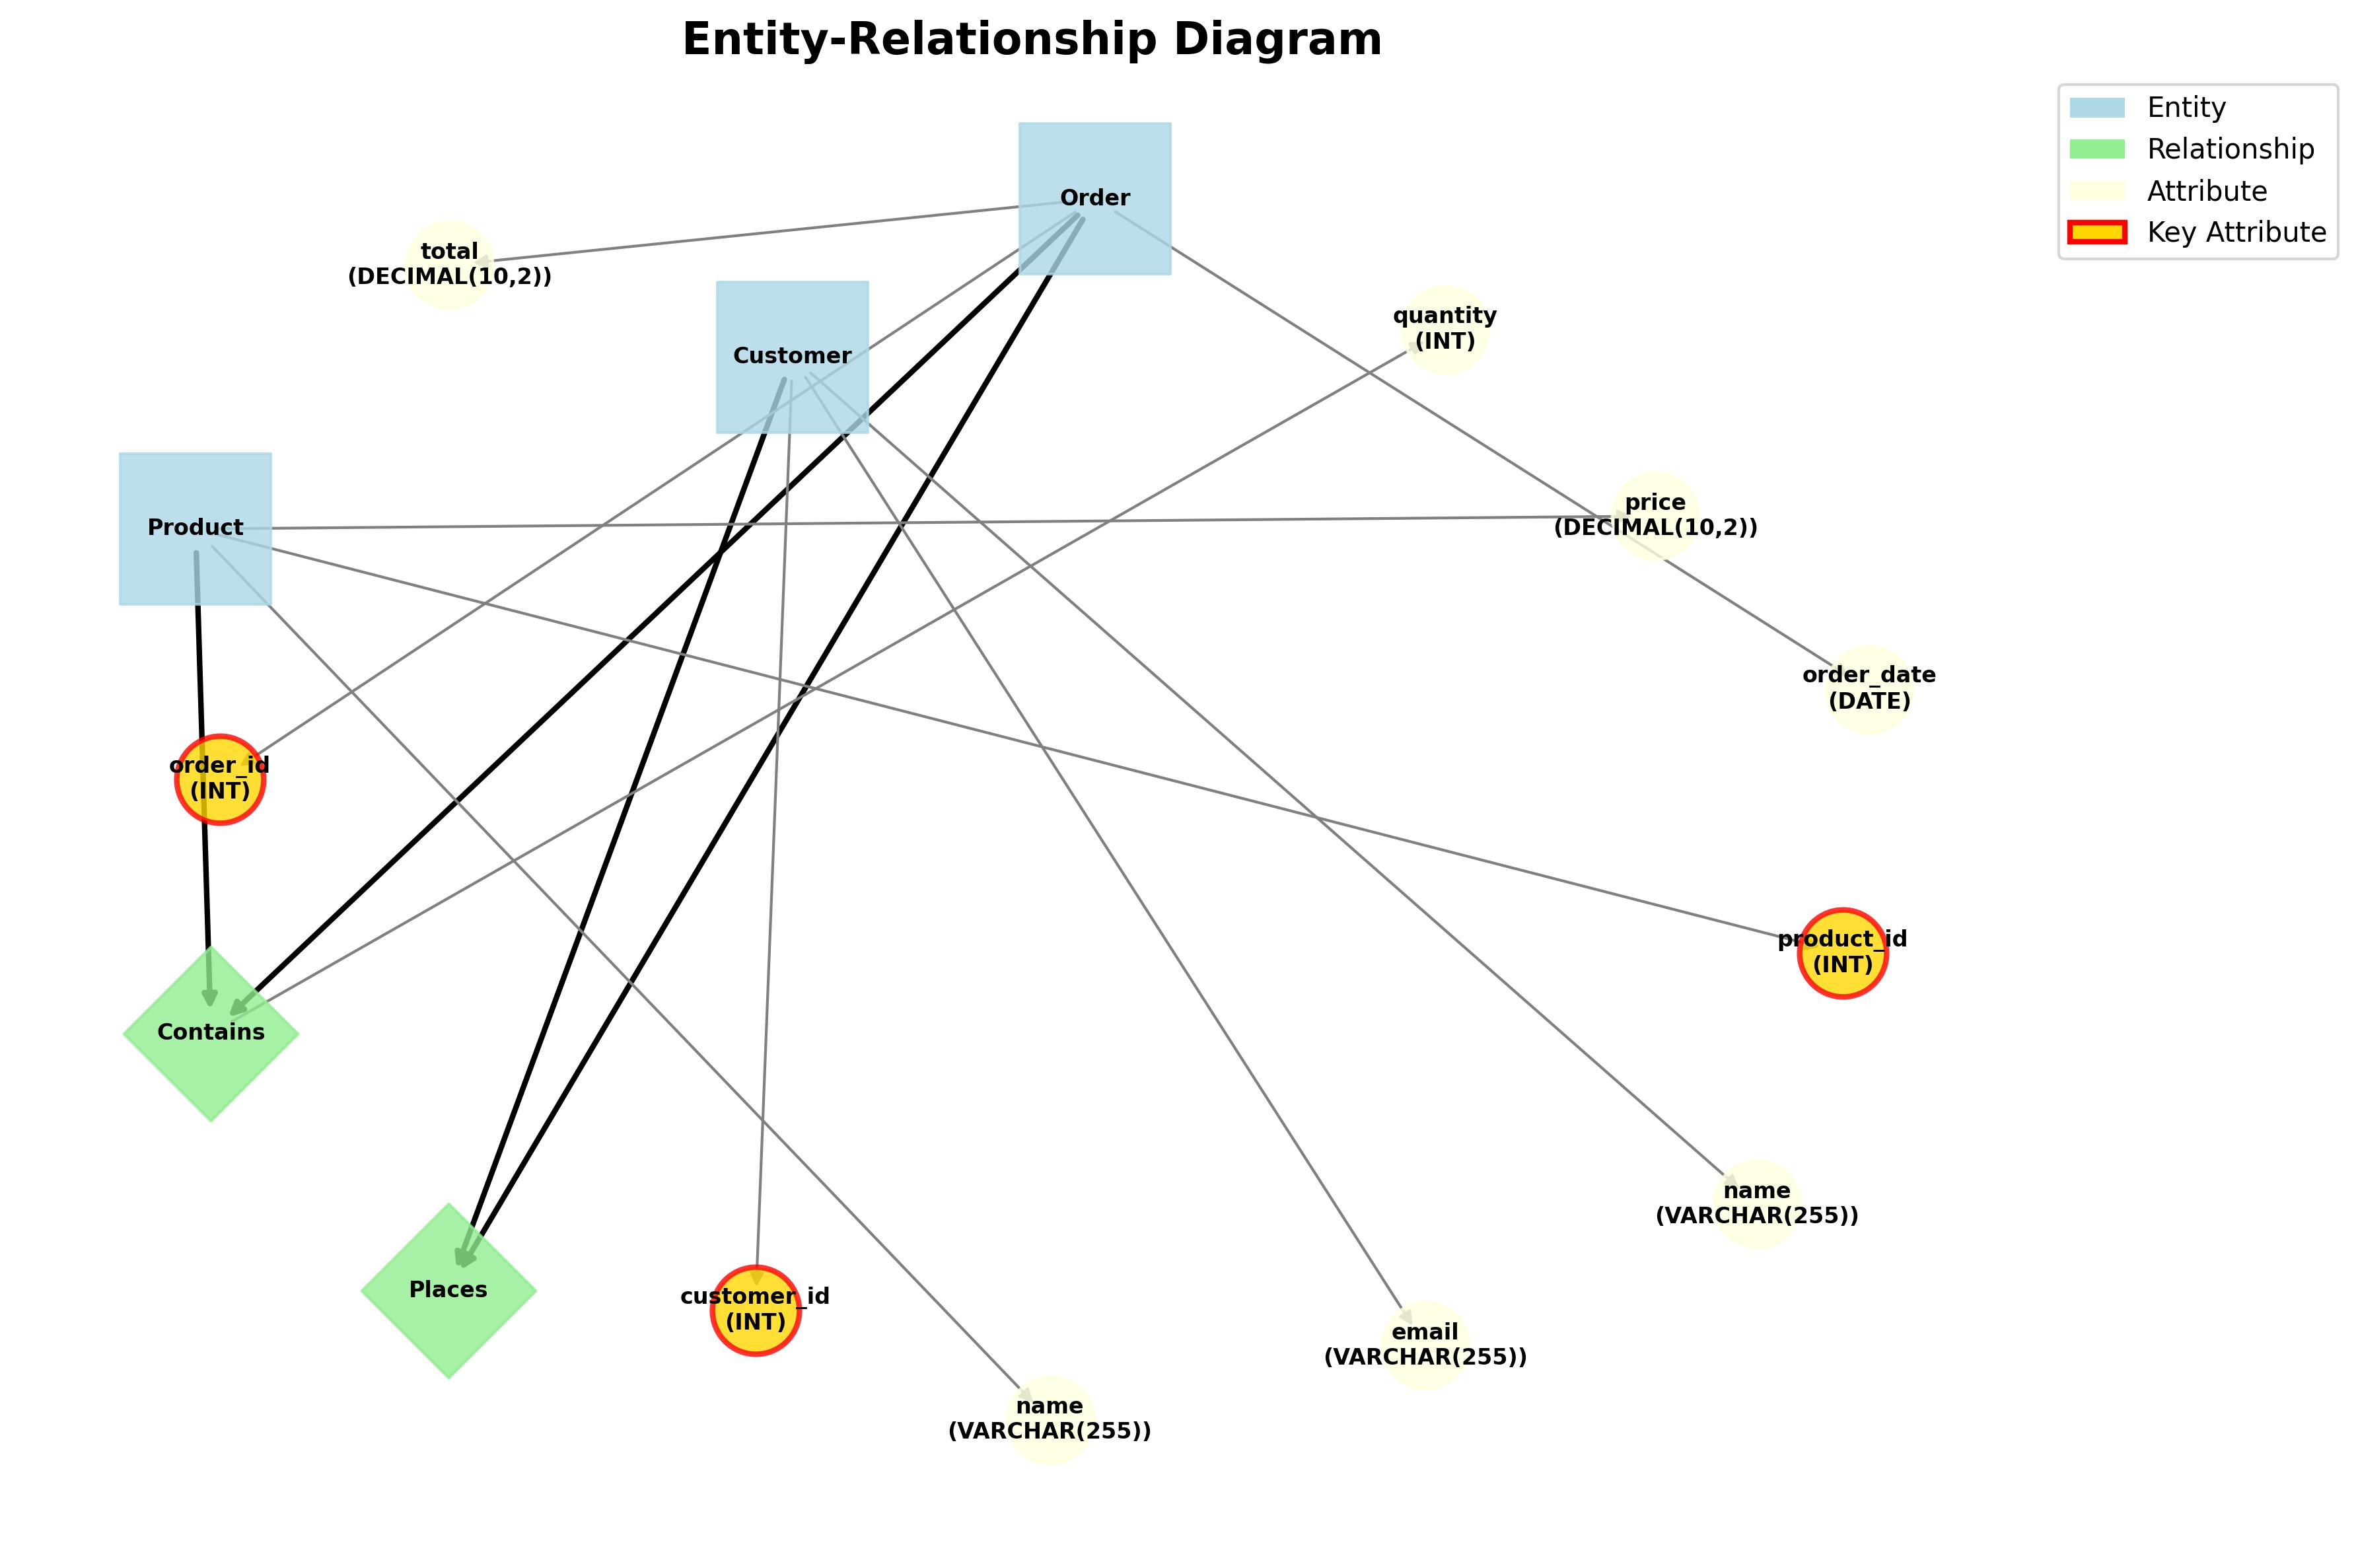 Entity-Relationship Diagram
Entity
Relationship
Attribute
Key Attribute
Order
total
(DECIMAL(10,2))
quantity
(INT)
Customer
Product
price
(DECIMAL(10,2))
order_date
(DATE)
order_id
(INT)
product_id
(INT)
Contains
name
(VARCHAR(255))
Places
customer_id
(INT)
email
(VARCHAR(255))
name
(VARCHAR(255))